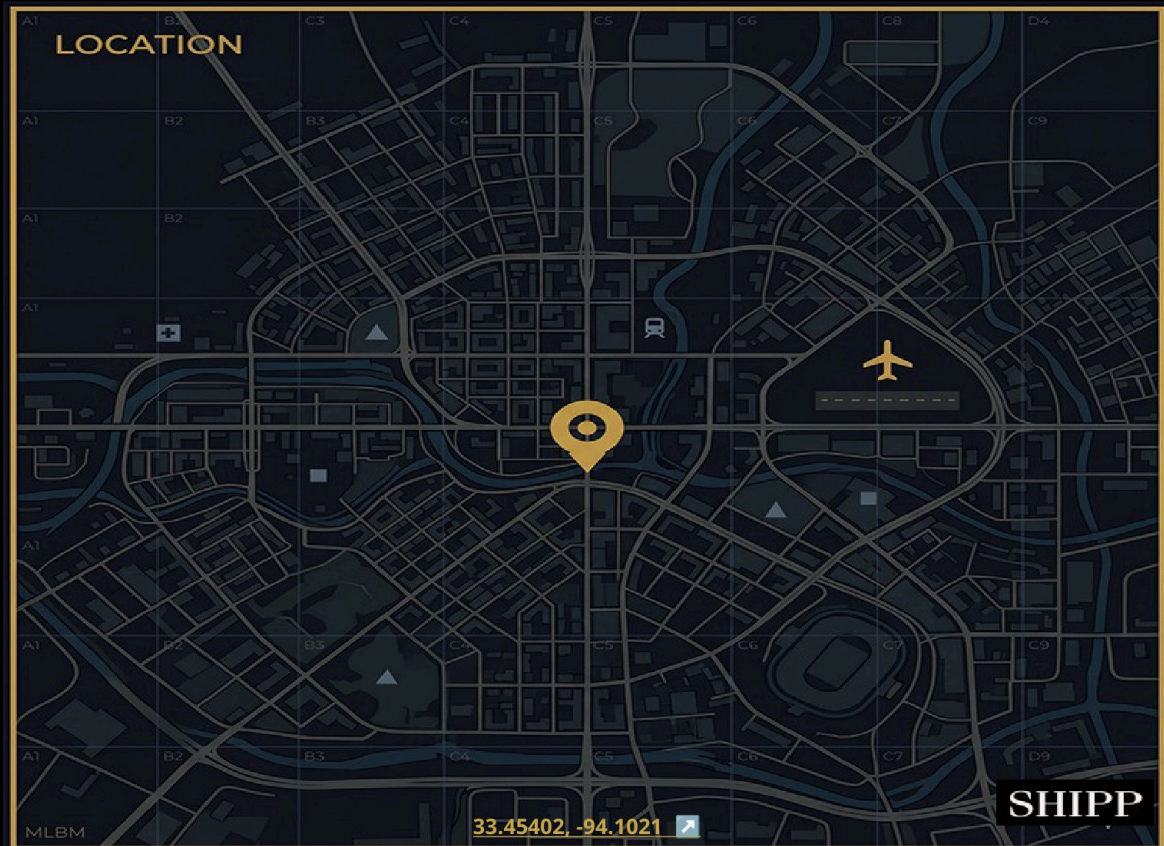 A1 B2 C3 C4 C5 C8 D4
LOCATION
A1 B2 B3 C4 C5 C6 C7 C9
A1 B2
A1
A1
A1 B2 B3 C4 C5 C6 C7 C9
A1 B2 B3 C4 C5 C6 C7 D9
SHIPP
33.45402, -94.1021
MLBM